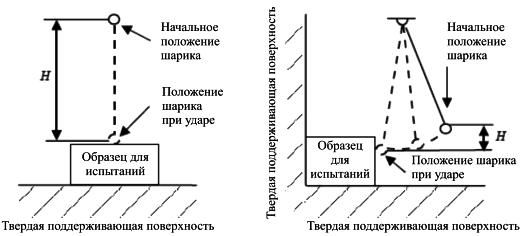 Начальное
положение
шарика
H
Положение
шарика
при ударе
Образец для
испытаний
Твердая поддерживающая поверхность
Твердая поддерживающая поверхность
Начальное
положение
шарика
H
Образец
для
испытаний
Положение шарика
при ударе
Твердая поддерживающая поверхность